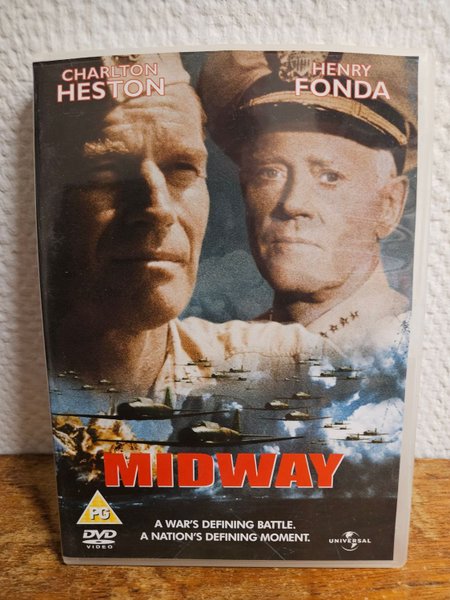 CHARLTON
HESTON
HENRY
FONDA
MIDWAY
PG
DVD
VIDEO
A WAR'S DEFINING BATTLE.
A NATION'S DEFINING MOMENT.
UNIVERSAL